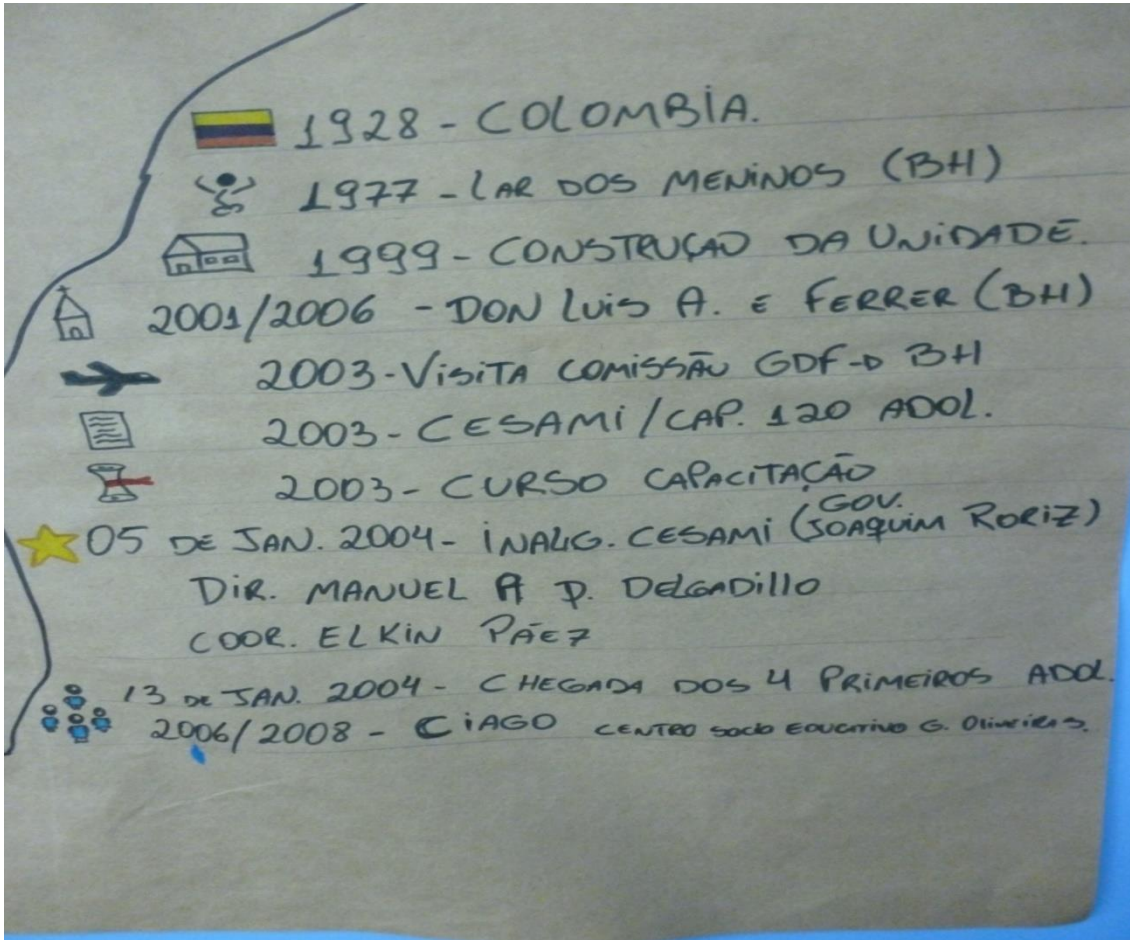 1928 - COLOMBIA.
1977 - LAR DOS MENINOS (BH)
1999 - CONSTRUÇAO DA UNIDADE.
2001/2006 - DON LUIS A. E FERRER (BH)
2003 - VISITA COMISSÃO GDF-D BH
2003 - CESAMI/CAP. 120 ADOL.
2003 - CURSO CAPACITAÇÃO
05 DE JAN. 2004 - INAUG. CESAMI (GOV. JOAQUIM RORIZ)
DIR. MANUEL A P. DELGADILLO
COOR. ELKIN PÁEZ
13 DE JAN. 2004 - CHEGADA DOS 4 PRIMEIROS ADOL.
2006/2008 - CIAGO CENTRO SOCIO EDUCATIVO G.